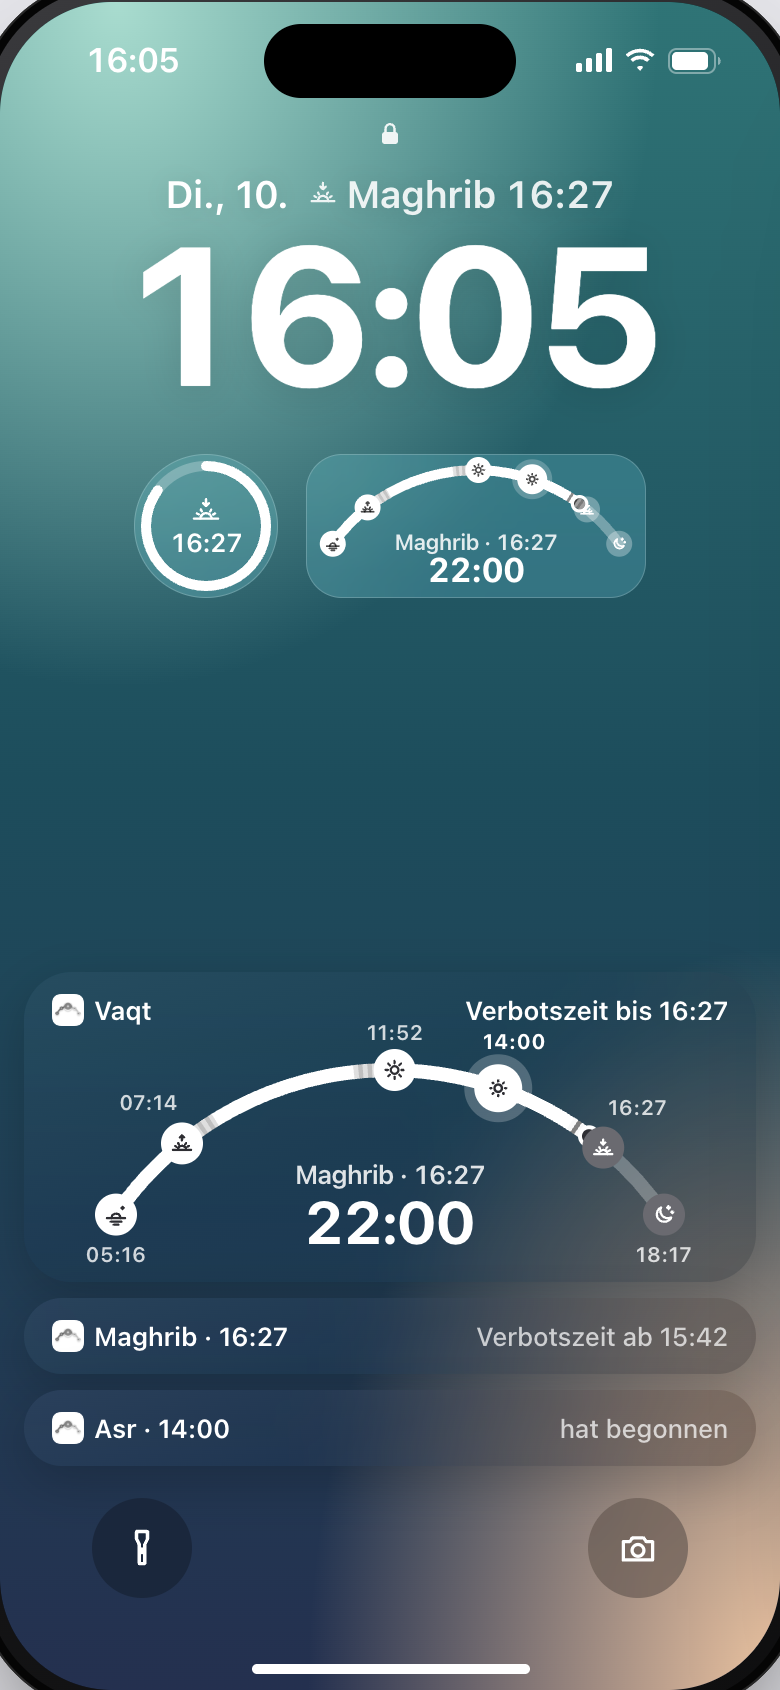 16:05
Di., 10. Maghrib 16:27
16:05
16:27
Maghrib · 16:27
22:00
Vaqt
Verbotszeit bis 16:27
11:52
14:00
07:14
16:27
Maghrib · 16:27
22:00
05:16
18:17
Maghrib · 16:27
Verbotszeit ab 15:42
Asr · 14:00
hat begonnen